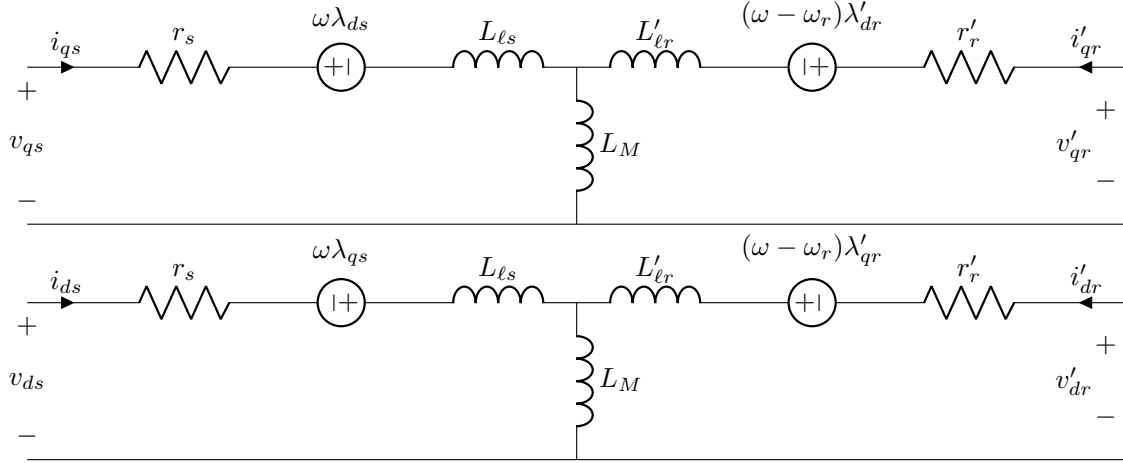 i_{qs} r_s ωλ_{ds} L_{ℓs} L'_{ℓr} (ω − ω_r)λ'_{dr} r'_r i'_{qr}
+ + − − + +
v_{qs} L_M v'_{qr}
− −
i_{ds} r_s ωλ_{qs} L_{ℓs} L'_{ℓr} (ω − ω_r)λ'_{qr} r'_r i'_{dr}
+ − + + − +
v_{ds} L_M v'_{dr}
− −